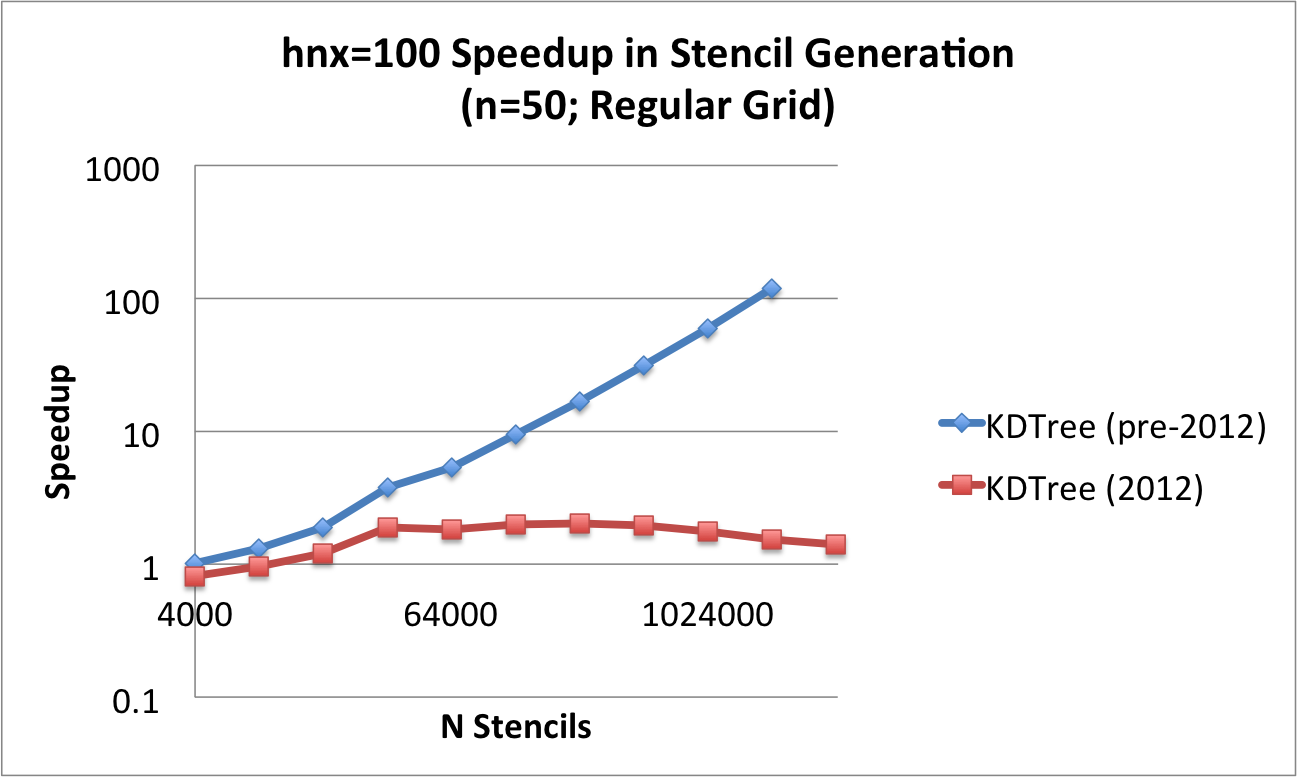 hnx=100 Speedup in Stencil Generation
(n=50; Regular Grid)
1000
100
10
1
0.1
Speedup
4000
64000
1024000
N Stencils
KDTree (pre-2012)
KDTree (2012)